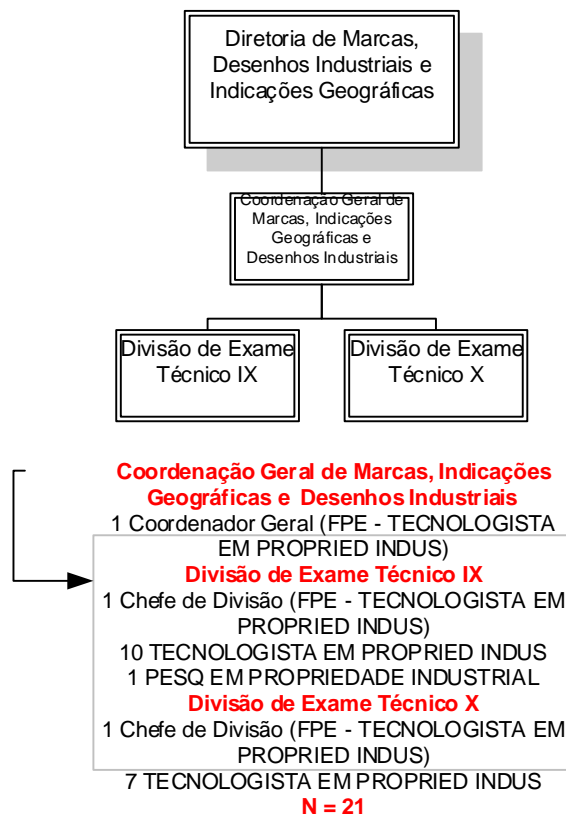 Diretoria de Marcas,
Desenhos Industriais e
Indicações Geográficas
Coordenação Geral de
Marcas, Indicações
Geográficas e
Desenhos Industriais
Divisão de Exame
Técnico IX
Divisão de Exame
Técnico X
Coordenação Geral de Marcas, Indicações
Geográficas e Desenhos Industriais
1 Coordenador Geral (FPE - TECNOLOGISTA
EM PROPRIED INDUS)
Divisão de Exame Técnico IX
1 Chefe de Divisão (FPE - TECNOLOGISTA EM
PROPRIED INDUS)
10 TECNOLOGISTA EM PROPRIED INDUS
1 PESQ EM PROPRIEDADE INDUSTRIAL
Divisão de Exame Técnico X
1 Chefe de Divisão (FPE - TECNOLOGISTA EM
PROPRIED INDUS)
7 TECNOLOGISTA EM PROPRIED INDUS
N = 21